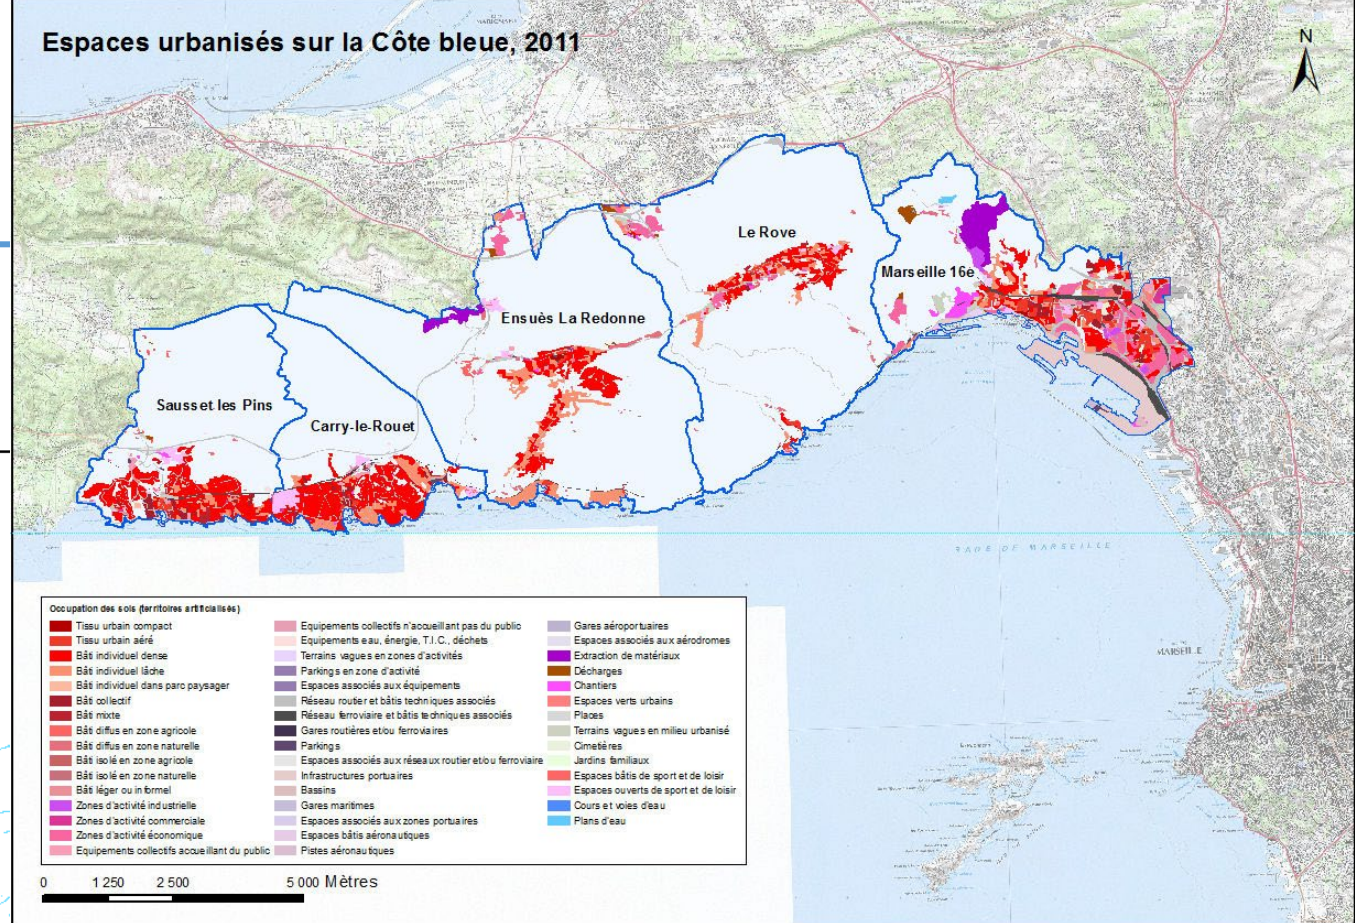 Espaces urbanisés sur la Côte bleue, 2011
N
Le Rove
Marseille 16e
Ensuès La Redonne
Sausset les Pins
Carry-le-Rouet
RADE DE MARSEILLE
MARSEILLE
Occupation des sols (territoires artificialisés)
Tissu urbain compact
Tissu urbain aéré
Bâti individuel dense
Bâti individuel lâche
Bâti individuel dans parc paysager
Bâti collectif
Bâti mixte
Bâti diffus en zone agricole
Bâti diffus en zone naturelle
Bâti isolé en zone agricole
Bâti isolé en zone naturelle
Bâti léger ou informel
Zones d'activité industrielle
Zones d'activité commerciale
Zones d'activité économique
Equipements collectifs accueillant du public
Equipements collectifs n'accueillant pas du public
Equipements eau, énergie, T.I.C., déchets
Terrains vagues en zones d'activités
Parkings en zone d'activité
Espaces associés aux équipements
Réseau routier et bâtis techniques associés
Réseau ferroviaire et bâtis techniques associés
Gares routières et/ou ferroviaires
Parkings
Espaces associés aux réseaux routier et/ou ferroviaire
Infrastructures portuaires
Bassins
Gares maritimes
Espaces associés aux zones portuaires
Espaces bâtis aéronautiques
Pistes aéronautiques
Gares aéroportuaires
Espaces associés aux aérodromes
Extraction de matériaux
Décharges
Chantiers
Espaces verts urbains
Places
Terrains vagues en milieu urbanisé
Cimetières
Jardins familiaux
Espaces bâtis de sport et de loisir
Espaces ouverts de sport et de loisir
Cours et voies d'eau
Plans d'eau
0 1 250 2 500 5 000 Mètres